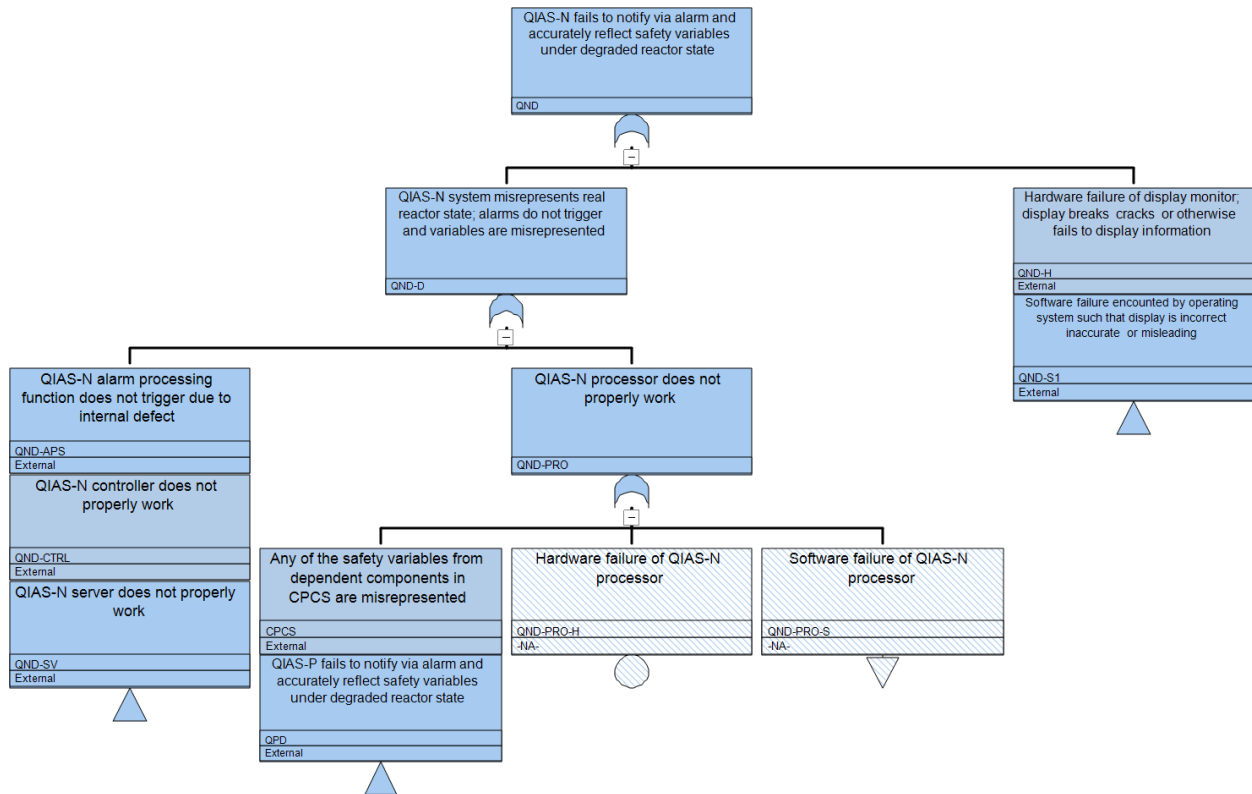 QIAS-N fails to notify via alarm and
accurately reflect safety variables
under degraded reactor state
QND
QIAS-N system misrepresents real
reactor state; alarms do not trigger
and variables are misrepresented
QND-D
Hardware failure of display monitor;
display breaks cracks or otherwise
fails to display information
QND-H
External
Software failure encounted by operating
system such that display is incorrect
inaccurate or misleading
QND-S1
External
QIAS-N alarm processing
function does not trigger due to
internal defect
QND-APS
External
QIAS-N controller does not
properly work
QND-CTRL
External
QIAS-N server does not properly
work
QND-SV
External
QIAS-N processor does not
properly work
QND-PRO
Any of the safety variables from
dependent components in
CPCS are misrepresented
CPCS
External
QIAS-P fails to notify via alarm and
accurately reflect safety variables
under degraded reactor state
QPD
External
Hardware failure of QIAS-N
processor
QND-PRO-H
-NA-
Software failure of QIAS-N
processor
QND-PRO-S
-NA-